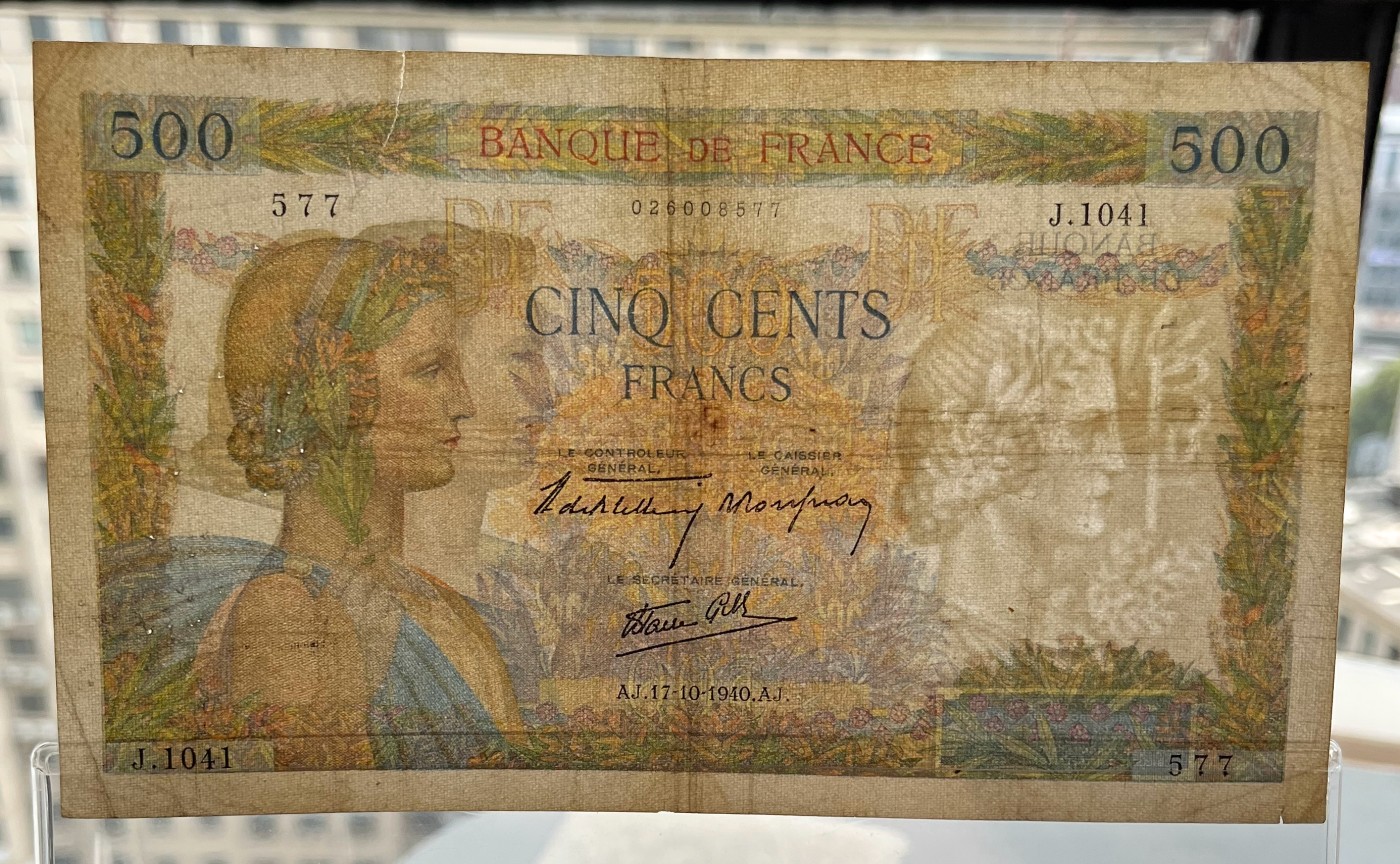 500 BANQUE DE FRANCE 500
577 026008577 J.1041
CINQ CENTS
FRANCS
LE CONTROLEUR
GÉNÉRAL,
LE CAISSIER
GÉNÉRAL,
LE SECRÉTAIRE GÉNÉRAL,
AJ.17-10-1940.AJ.
J.1041 577